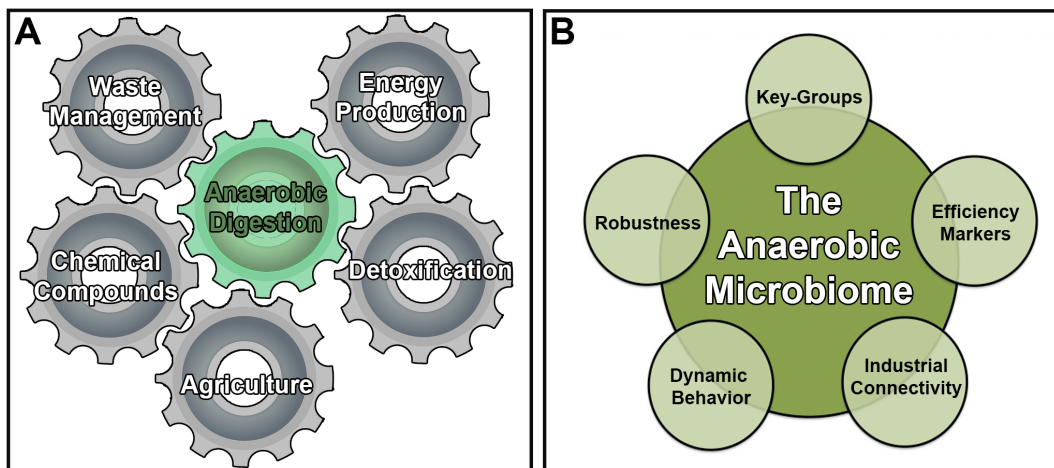 A
Waste
Management
Energy
Production
Anaerobic
Digestion
Chemical
Compounds
Detoxification
Agriculture
B
Key-Groups
Robustness
The
Anaerobic
Microbiome
Efficiency
Markers
Dynamic
Behavior
Industrial
Connectivity